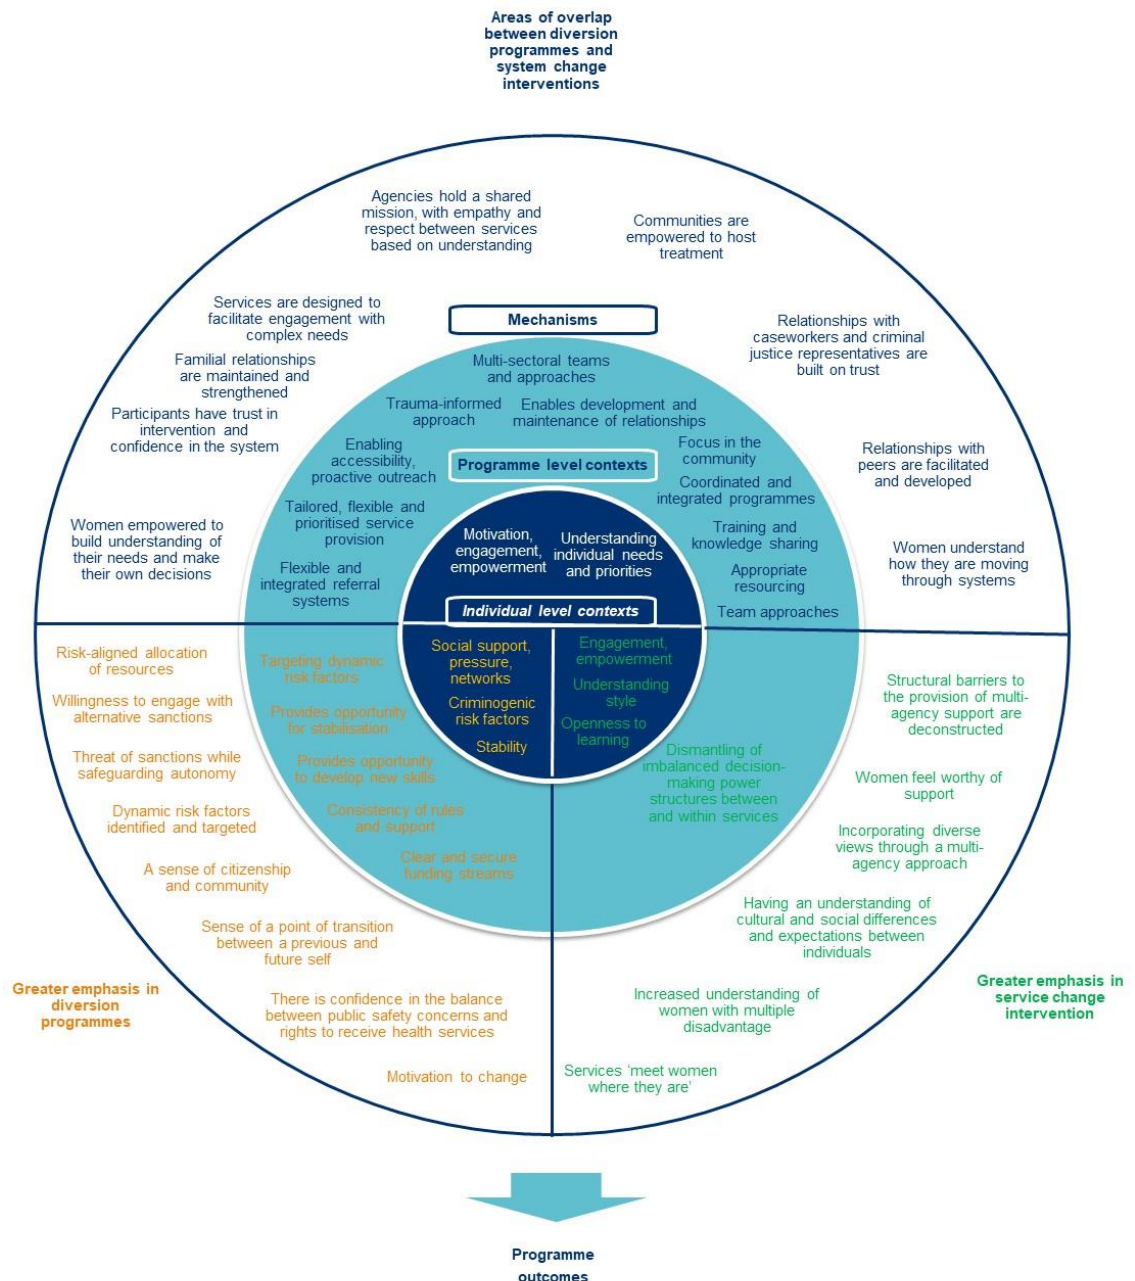 Areas of overlap
between diversion
programmes and
system change
interventions
Agencies hold a shared
mission, with empathy and
respect between services
based on understanding
Communities are
empowered to host
treatment
Services are designed to
facilitate engagement with
complex needs
Mechanisms
Relationships with
caseworkers and criminal
justice representatives are
built on trust
Familial relationships
are maintained and
strengthened
Participants have trust in
intervention and
confidence in the system
Relationships with
peers are facilitated
and developed
Women empowered to
build understanding of
their needs and make
their own decisions
Women understand
how they are moving
through systems
Multi-sectoral teams
and approaches
Trauma-informed
approach
Enables development and
maintenance of relationships
Enabling
accessibility,
proactive outreach
Programme level contexts
Focus in the
community
Coordinated and
integrated programmes
Tailored, flexible and
prioritised service
provision
Training and
knowledge sharing
Flexible and
integrated referral
systems
Appropriate
resourcing
Team approaches
Motivation,
engagement,
empowerment
Understanding
individual needs
and priorities
Individual level contexts
Social support,
pressure,
networks
Criminogenic
risk factors
Stability
Engagement,
empowerment
Understanding
style
Openness to
learning
Risk-aligned allocation
of resources
Willingness to engage with
alternative sanctions
Threat of sanctions while
safeguarding autonomy
Dynamic risk factors
identified and targeted
A sense of citizenship
and community
Sense of a point of transition
between a previous and
future self
There is confidence in the balance
between public safety concerns and
rights to receive health services
Motivation to change
Targeting dynamic
risk factors
Provides opportunity
for stabilisation
Provides opportunity
to develop new skills
Consistency of rules
and support
Clear and secure
funding streams
Greater emphasis in
diversion
programmes
Dismantling of
imbalanced decision-
making power
structures between
and within services
Structural barriers to
the provision of multi-
agency support are
deconstructed
Women feel worthy of
support
Incorporating diverse
views through a multi-
agency approach
Having an understanding of
cultural and social differences
and expectations between
individuals
Increased understanding of
women with multiple
disadvantage
Services ‘meet women
where they are’
Greater emphasis in
service change
intervention
Programme
outcomes